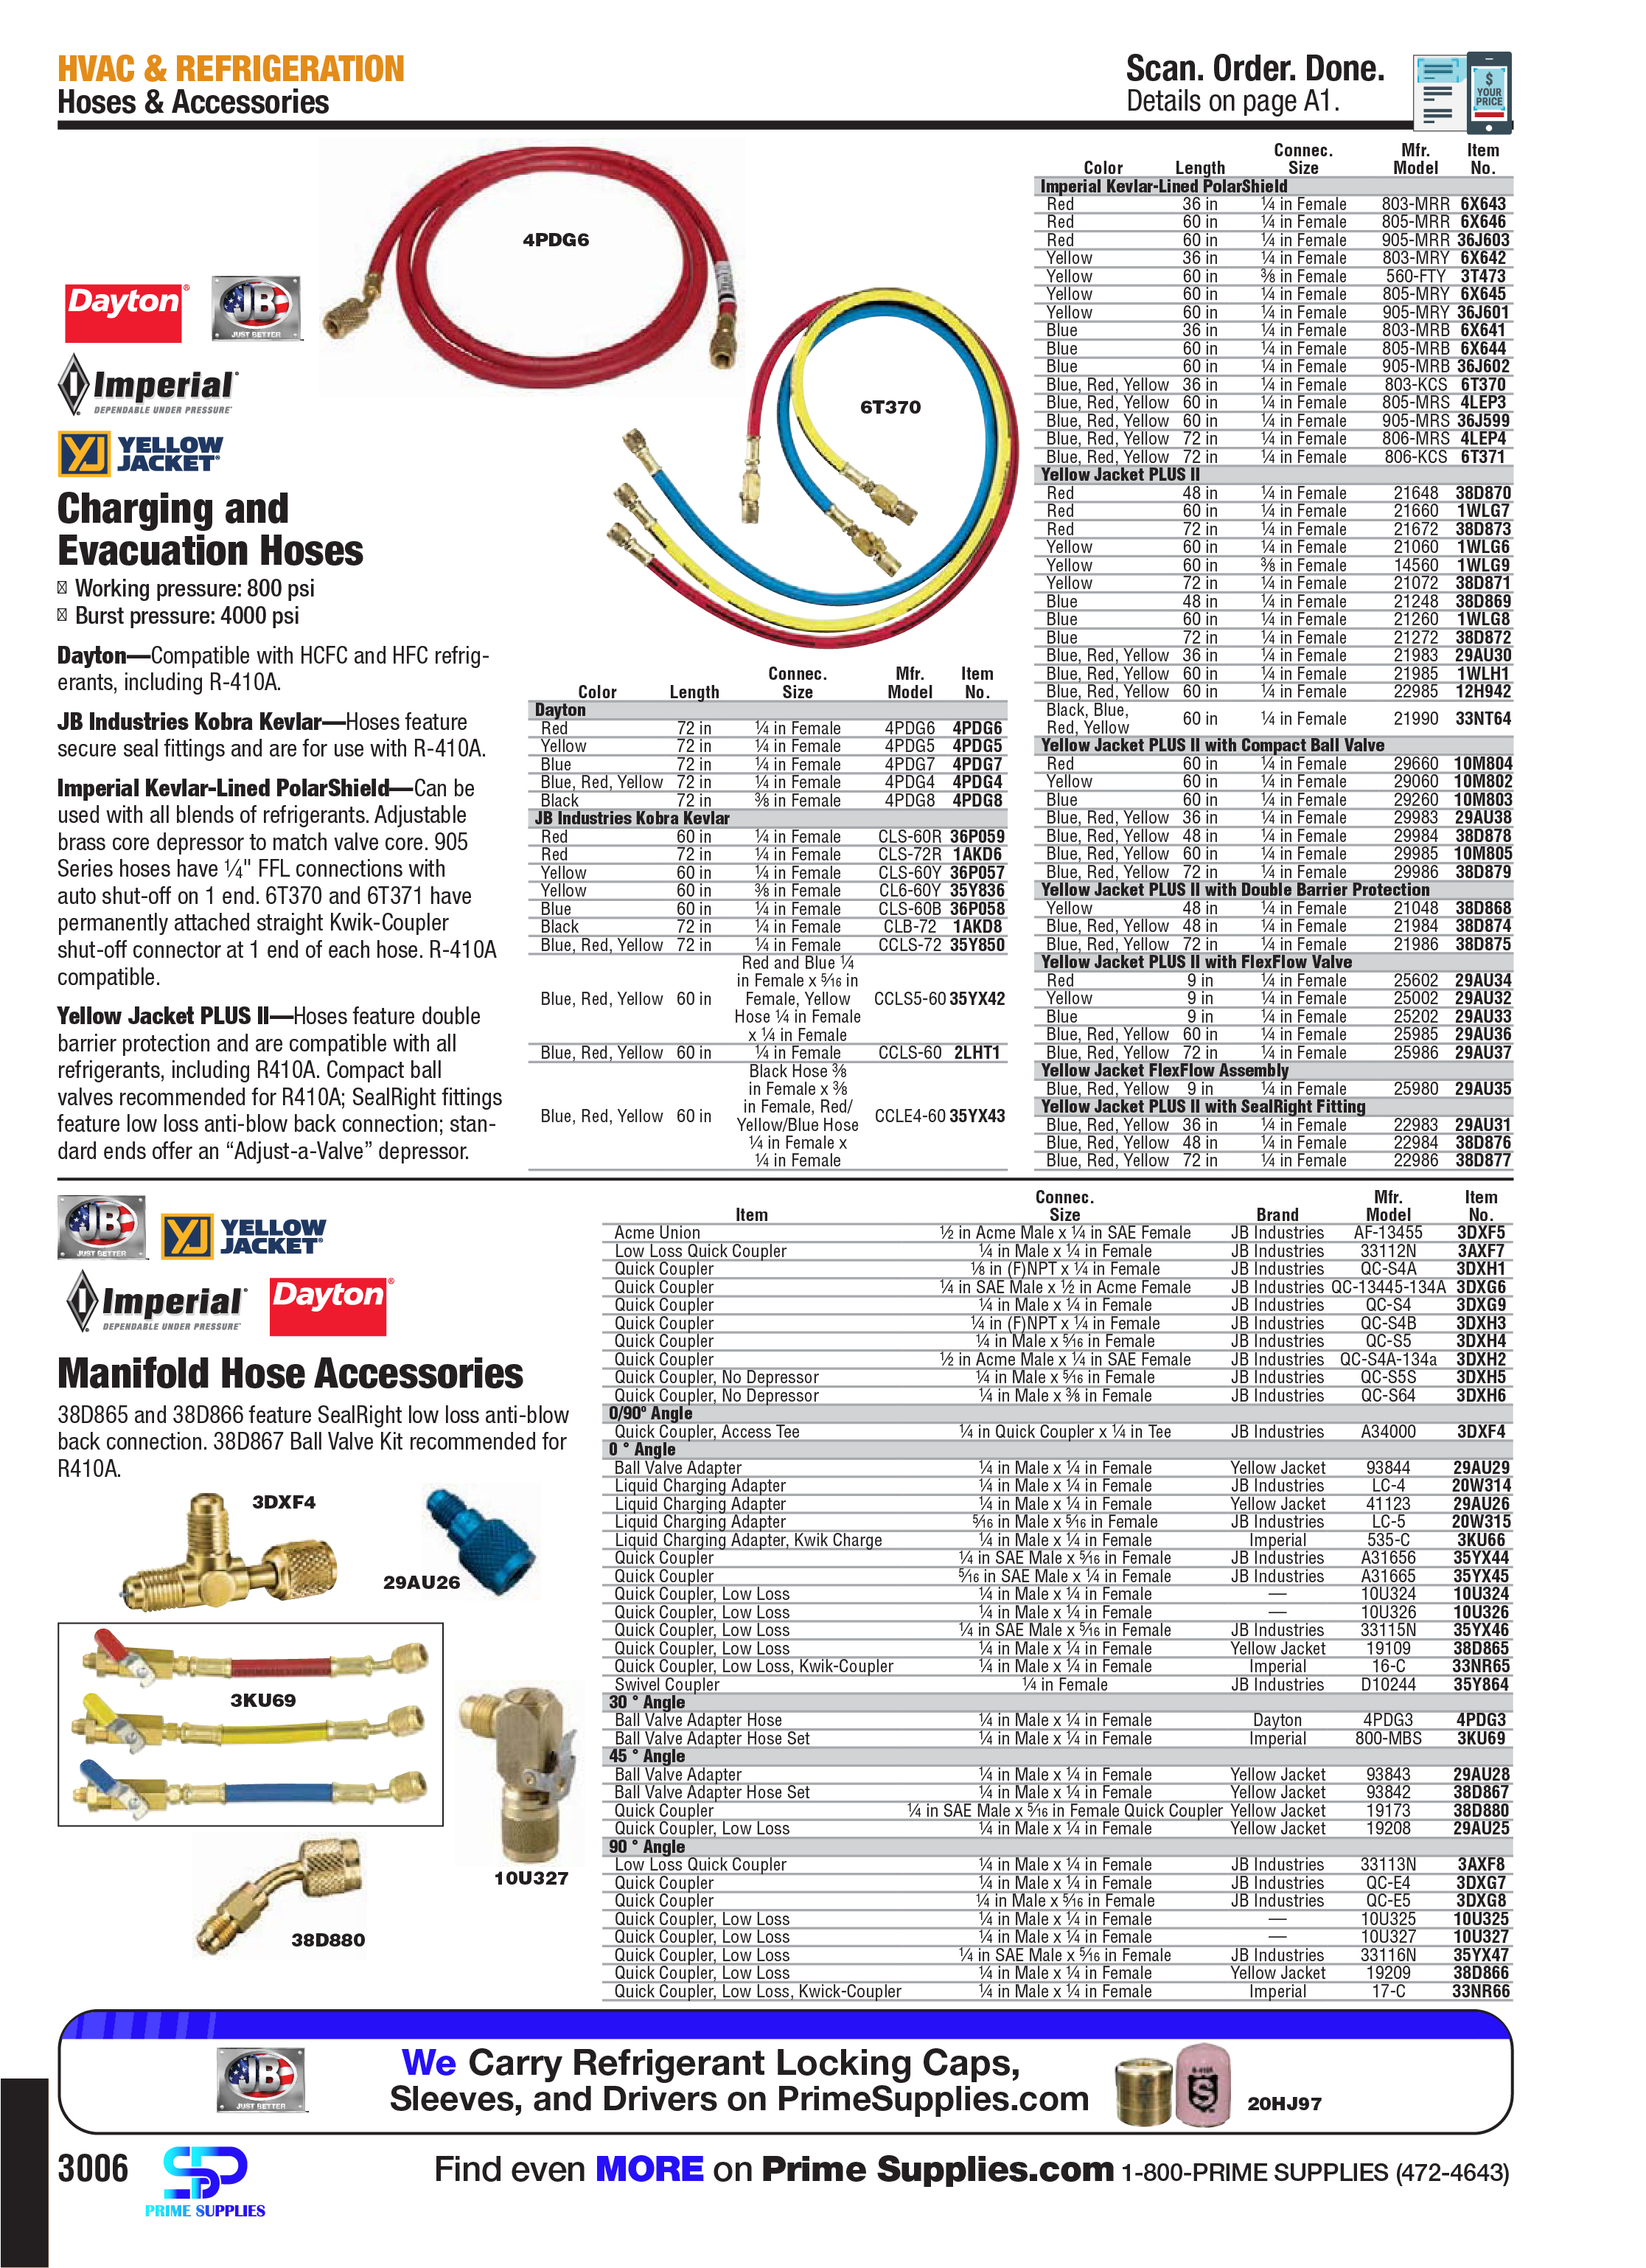 HVAC & REFRIGERATION
Hoses & Accessories
Scan. Order. Done.
Details on page A1.
$
YOUR
PRICE
4PDG6
6T370
Dayton®
JB
JUST BETTER
Imperial®
DEPENDABLE UNDER PRESSURE™
YJ YELLOW
JACKET®
Charging and
Evacuation Hoses
Working pressure: 800 psi
Burst pressure: 4000 psi
Dayton—Compatible with HCFC and HFC refrig-
erants, including R-410A.
JB Industries Kobra Kevlar—Hoses feature
secure seal fittings and are for use with R-410A.
Imperial Kevlar-Lined PolarShield—Can be
used with all blends of refrigerants. Adjustable
brass core depressor to match valve core. 905
Series hoses have ¼" FFL connections with
auto shut-off on 1 end. 6T370 and 6T371 have
permanently attached straight Kwik-Coupler
shut-off connector at 1 end of each hose. R-410A
compatible.
Yellow Jacket PLUS II—Hoses feature double
barrier protection and are compatible with all
refrigerants, including R410A. Compact ball
valves recommended for R410A; SealRight fittings
feature low loss anti-blow back connection; stan-
dard ends offer an “Adjust-a-Valve” depressor.
Connec. Mfr. Item
Color Length Size Model No.
Dayton
Red 72 in ¼ in Female 4PDG6 4PDG6
Yellow 72 in ¼ in Female 4PDG5 4PDG5
Blue 72 in ¼ in Female 4PDG7 4PDG7
Blue, Red, Yellow 72 in ¼ in Female 4PDG4 4PDG4
Black 72 in ⅜ in Female 4PDG8 4PDG8
JB Industries Kobra Kevlar
Red 60 in ¼ in Female CLS-60R 36P059
Red 72 in ¼ in Female CLS-72R 1AKD6
Yellow 60 in ¼ in Female CLS-60Y 36P057
Yellow 60 in ⅜ in Female CL6-60Y 35Y836
Blue 60 in ¼ in Female CLS-60B 36P058
Black 72 in ¼ in Female CLB-72 1AKD8
Blue, Red, Yellow 72 in ¼ in Female CCLS-72 35Y850
Red and Blue ¼
in Female x 5⁄16 in
Blue, Red, Yellow 60 in Female, Yellow CCLS5-60 35YX42
Hose ¼ in Female
x ¼ in Female
Blue, Red, Yellow 60 in ¼ in Female CCLS-60 2LHT1
Black Hose ⅜
in Female x ⅜
in Female, Red/
Blue, Red, Yellow 60 in Yellow/Blue Hose CCLE4-60 35YX43
¼ in Female x
¼ in Female
Connec. Mfr. Item
Color Length Size Model No.
Imperial Kevlar-Lined PolarShield
Red 36 in ¼ in Female 803-MRR 6X643
Red 60 in ¼ in Female 805-MRR 6X646
Red 60 in ¼ in Female 905-MRR 36J603
Yellow 36 in ¼ in Female 803-MRY 6X642
Yellow 60 in ⅜ in Female 560-FTY 3T473
Yellow 60 in ¼ in Female 805-MRY 6X645
Yellow 60 in ¼ in Female 905-MRY 36J601
Blue 36 in ¼ in Female 803-MRB 6X641
Blue 60 in ¼ in Female 805-MRB 6X644
Blue 60 in ¼ in Female 905-MRB 36J602
Blue, Red, Yellow 36 in ¼ in Female 803-KCS 6T370
Blue, Red, Yellow 60 in ¼ in Female 805-MRS 4LEP3
Blue, Red, Yellow 60 in ¼ in Female 905-MRS 36J599
Blue, Red, Yellow 72 in ¼ in Female 806-MRS 4LEP4
Blue, Red, Yellow 72 in ¼ in Female 806-KCS 6T371
Yellow Jacket PLUS II
Red 48 in ¼ in Female 21648 38D870
Red 60 in ¼ in Female 21660 1WLG7
Red 72 in ¼ in Female 21672 38D873
Yellow 60 in ¼ in Female 21060 1WLG6
Yellow 60 in ⅜ in Female 14560 1WLG9
Yellow 72 in ¼ in Female 21072 38D871
Blue 48 in ¼ in Female 21248 38D869
Blue 60 in ¼ in Female 21260 1WLG8
Blue 72 in ¼ in Female 21272 38D872
Blue, Red, Yellow 36 in ¼ in Female 21983 29AU30
Blue, Red, Yellow 60 in ¼ in Female 21985 1WLH1
Blue, Red, Yellow 60 in ¼ in Female 22985 12H942
Black, Blue,
Red, Yellow 60 in ¼ in Female 21990 33NT64
Yellow Jacket PLUS II with Compact Ball Valve
Red 60 in ¼ in Female 29660 10M804
Yellow 60 in ¼ in Female 29060 10M802
Blue 60 in ¼ in Female 29260 10M803
Blue, Red, Yellow 36 in ¼ in Female 29983 29AU38
Blue, Red, Yellow 48 in ¼ in Female 29984 38D878
Blue, Red, Yellow 60 in ¼ in Female 29985 10M805
Blue, Red, Yellow 72 in ¼ in Female 29986 38D879
Yellow Jacket PLUS II with Double Barrier Protection
Yellow 48 in ¼ in Female 21048 38D868
Blue, Red, Yellow 48 in ¼ in Female 21984 38D874
Blue, Red, Yellow 72 in ¼ in Female 21986 38D875
Yellow Jacket PLUS II with FlexFlow Valve
Red 9 in ¼ in Female 25602 29AU34
Yellow 9 in ¼ in Female 25002 29AU32
Blue 9 in ¼ in Female 25202 29AU33
Blue, Red, Yellow 60 in ¼ in Female 25985 29AU36
Blue, Red, Yellow 72 in ¼ in Female 25986 29AU37
Yellow Jacket FlexFlow Assembly
Blue, Red, Yellow 9 in ¼ in Female 25980 29AU35
Yellow Jacket PLUS II with SealRight Fitting
Blue, Red, Yellow 36 in ¼ in Female 22983 29AU31
Blue, Red, Yellow 48 in ¼ in Female 22984 38D876
Blue, Red, Yellow 72 in ¼ in Female 22986 38D877
JB
JUST BETTER
YJ YELLOW
JACKET®
Imperial®
DEPENDABLE UNDER PRESSURE™
Dayton®
Manifold Hose Accessories
38D865 and 38D866 feature SealRight low loss anti-blow
back connection. 38D867 Ball Valve Kit recommended for
R410A.
3DXF4
29AU26
3KU69
10U327
38D880
Connec. Mfr. Item
Item Size Brand Model No.
Acme Union ½ in Acme Male x ¼ in SAE Female JB Industries AF-13455 3DXF5
Low Loss Quick Coupler ¼ in Male x ¼ in Female JB Industries 33112N 3AXF7
Quick Coupler ⅛ in (F)NPT x ¼ in Female JB Industries QC-S4A 3DXH1
Quick Coupler ¼ in SAE Male x ½ in Acme Female JB Industries QC-13445-134A 3DXG6
Quick Coupler ¼ in Male x ¼ in Female JB Industries QC-S4 3DXG9
Quick Coupler ¼ in (F)NPT x ¼ in Female JB Industries QC-S4B 3DXH3
Quick Coupler ¼ in Male x 5⁄16 in Female JB Industries QC-S5 3DXH4
Quick Coupler ½ in Acme Male x ¼ in SAE Female JB Industries QC-S4A-134a 3DXH2
Quick Coupler, No Depressor ¼ in Male x 5⁄16 in Female JB Industries QC-S5S 3DXH5
Quick Coupler, No Depressor ¼ in Male x ⅜ in Female JB Industries QC-S64 3DXH6
0/90º Angle
Quick Coupler, Access Tee ¼ in Quick Coupler x ¼ in Tee JB Industries A34000 3DXF4
0 ° Angle
Ball Valve Adapter ¼ in Male x ¼ in Female Yellow Jacket 93844 29AU29
Liquid Charging Adapter ¼ in Male x ¼ in Female JB Industries LC-4 20W314
Liquid Charging Adapter ¼ in Male x ¼ in Female Yellow Jacket 41123 29AU26
Liquid Charging Adapter 5⁄16 in Male x 5⁄16 in Female JB Industries LC-5 20W315
Liquid Charging Adapter, Kwik Charge ¼ in Male x ¼ in Female Imperial 535-C 3KU66
Quick Coupler ¼ in SAE Male x 5⁄16 in Female JB Industries A31656 35YX44
Quick Coupler 5⁄16 in SAE Male x ¼ in Female JB Industries A31665 35YX45
Quick Coupler, Low Loss ¼ in Male x ¼ in Female — 10U324 10U324
Quick Coupler, Low Loss ¼ in Male x ¼ in Female — 10U326 10U326
Quick Coupler, Low Loss ¼ in SAE Male x 5⁄16 in Female JB Industries 33115N 35YX46
Quick Coupler, Low Loss ¼ in Male x ¼ in Female Yellow Jacket 19109 38D865
Quick Coupler, Low Loss, Kwik-Coupler ¼ in Male x ¼ in Female Imperial 16-C 33NR65
Swivel Coupler ¼ in Female JB Industries D10244 35Y864
30 ° Angle
Ball Valve Adapter Hose ¼ in Male x ¼ in Female Dayton 4PDG3 4PDG3
Ball Valve Adapter Hose Set ¼ in Male x ¼ in Female Imperial 800-MBS 3KU69
45 ° Angle
Ball Valve Adapter ¼ in Male x ¼ in Female Yellow Jacket 93843 29AU28
Ball Valve Adapter Hose Set ¼ in Male x ¼ in Female Yellow Jacket 93842 38D867
Quick Coupler ¼ in SAE Male x 5⁄16 in Female Quick Coupler Yellow Jacket 19173 38D880
Quick Coupler, Low Loss ¼ in Male x ¼ in Female Yellow Jacket 19208 29AU25
90 ° Angle
Low Loss Quick Coupler ¼ in Male x ¼ in Female JB Industries 33113N 3AXF8
Quick Coupler ¼ in Male x ¼ in Female JB Industries QC-E4 3DXG7
Quick Coupler ¼ in Male x 5⁄16 in Female JB Industries QC-E5 3DXG8
Quick Coupler, Low Loss ¼ in Male x ¼ in Female — 10U325 10U325
Quick Coupler, Low Loss ¼ in Male x ¼ in Female — 10U327 10U327
Quick Coupler, Low Loss ¼ in SAE Male x 5⁄16 in Female JB Industries 33116N 35YX47
Quick Coupler, Low Loss ¼ in Male x ¼ in Female Yellow Jacket 19209 38D866
Quick Coupler, Low Loss, Kwick-Coupler ¼ in Male x ¼ in Female Imperial 17-C 33NR66
JB
JUST BETTER
We Carry Refrigerant Locking Caps,
Sleeves, and Drivers on PrimeSupplies.com
20HJ97
3006
PRIME SUPPLIES
Find even MORE on Prime Supplies.com 1-800-PRIME SUPPLIES (472-4643)